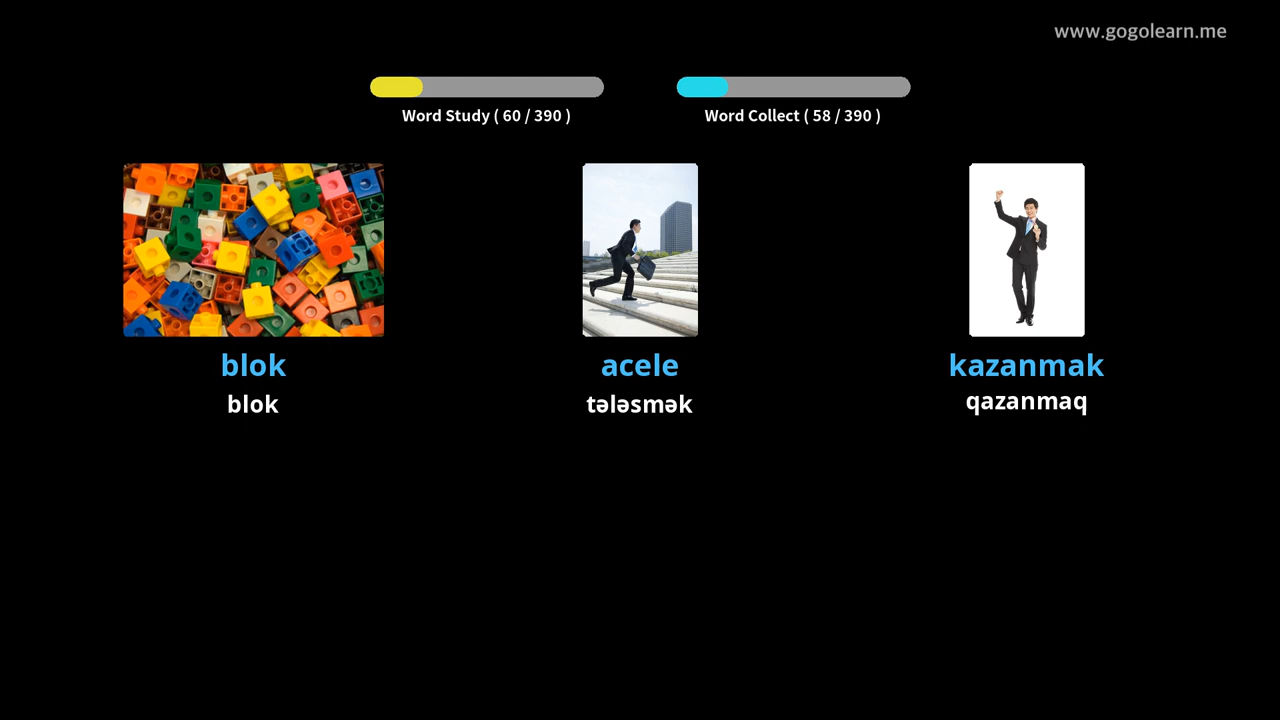 www.gogolearn.me
Word Study ( 60 / 390 )
Word Collect ( 58 / 390 )
blok
acele
kazanmak
blok
tələsmək
qazanmaq